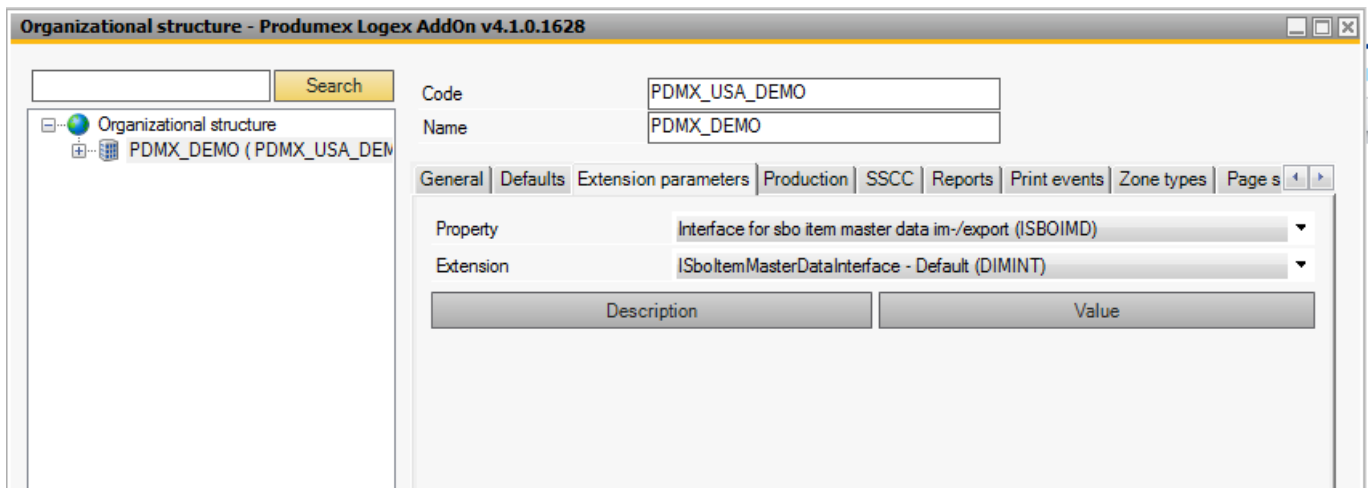 Organizational structure - Produmex Logex AddOn v4.1.0.1628
Search
Organizational structure
PDMX_DEMO ( PDMX_USA_DEM
Code PDMX_USA_DEMO
Name PDMX_DEMO
General Defaults Extension parameters Production SSCC Reports Print events Zone types Page s
Property Interface for sbo item master data im-/export (ISBOIMD)
Extension ISboItemMasterDataInterface - Default (DIMINT)
Description Value